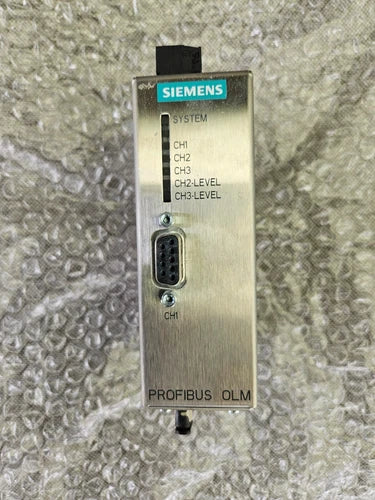 SIEMENS
SYSTEM
CH1
CH2
CH3
CH2-LEVEL
CH3-LEVEL
CH1
PROFIBUS OLM